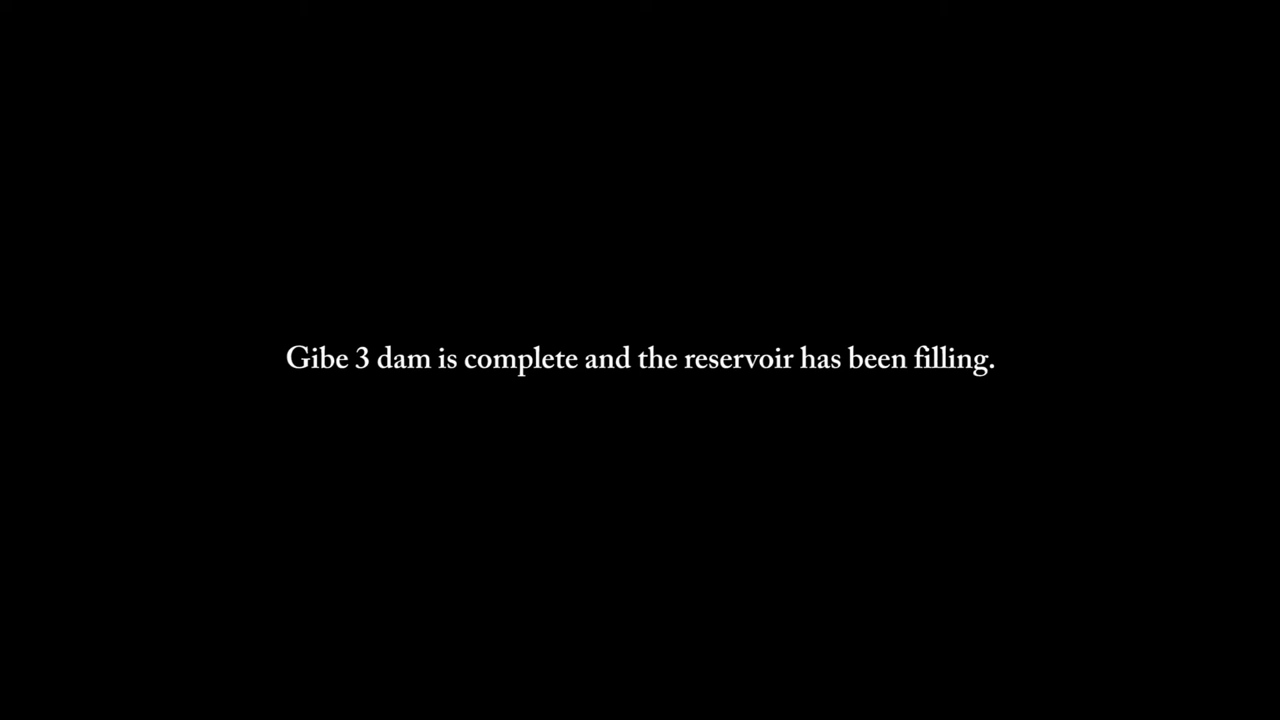 Gibe 3 dam is complete and the reservoir has been filling.